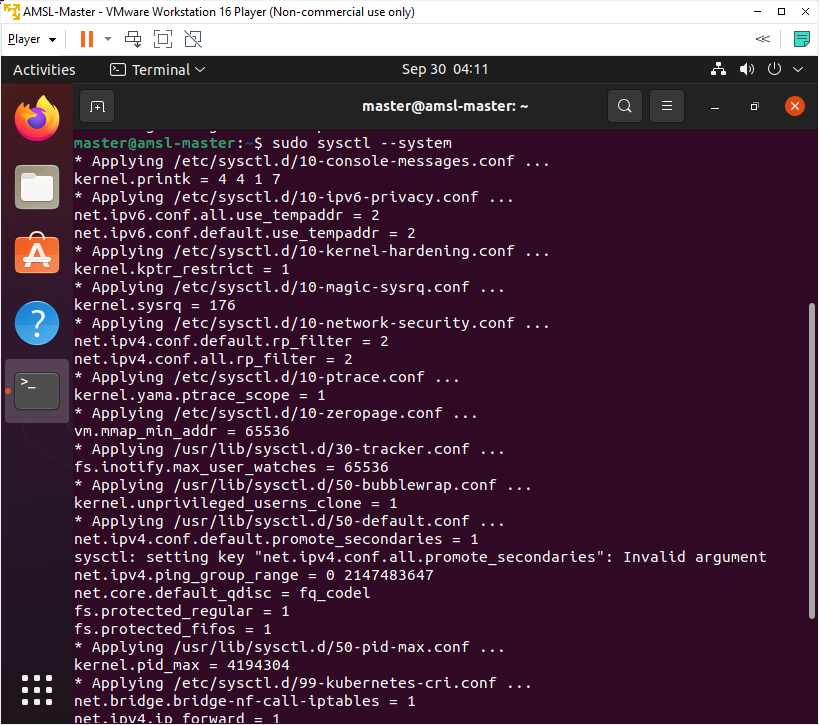 AMSL-Master - VMware Workstation 16 Player (Non-commercial use only)
Player
Activities
Terminal
Sep 30 04:11
master@amsl-master: ~
master@amsl-master:~$ sudo sysctl --system
* Applying /etc/sysctl.d/10-console-messages.conf ...
kernel.printk = 4 4 1 7
* Applying /etc/sysctl.d/10-ipv6-privacy.conf ...
net.ipv6.conf.all.use_tempaddr = 2
net.ipv6.conf.default.use_tempaddr = 2
* Applying /etc/sysctl.d/10-kernel-hardening.conf ...
kernel.kptr_restrict = 1
* Applying /etc/sysctl.d/10-magic-sysrq.conf ...
kernel.sysrq = 176
* Applying /etc/sysctl.d/10-network-security.conf ...
net.ipv4.conf.default.rp_filter = 2
net.ipv4.conf.all.rp_filter = 2
* Applying /etc/sysctl.d/10-ptrace.conf ...
kernel.yama.ptrace_scope = 1
* Applying /etc/sysctl.d/10-zeropage.conf ...
vm.mmap_min_addr = 65536
* Applying /usr/lib/sysctl.d/30-tracker.conf ...
fs.inotify.max_user_watches = 65536
* Applying /usr/lib/sysctl.d/50-bubblewrap.conf ...
kernel.unprivileged_userns_clone = 1
* Applying /usr/lib/sysctl.d/50-default.conf ...
net.ipv4.conf.default.promote_secondaries = 1
sysctl: setting key "net.ipv4.conf.all.promote_secondaries": Invalid argument
net.ipv4.ping_group_range = 0 2147483647
net.core.default_qdisc = fq_codel
fs.protected_regular = 1
fs.protected_fifos = 1
* Applying /usr/lib/sysctl.d/50-pid-max.conf ...
kernel.pid_max = 4194304
* Applying /etc/sysctl.d/99-kubernetes-cri.conf ...
net.bridge.bridge-nf-call-iptables = 1
net.ipv4.ip_forward = 1